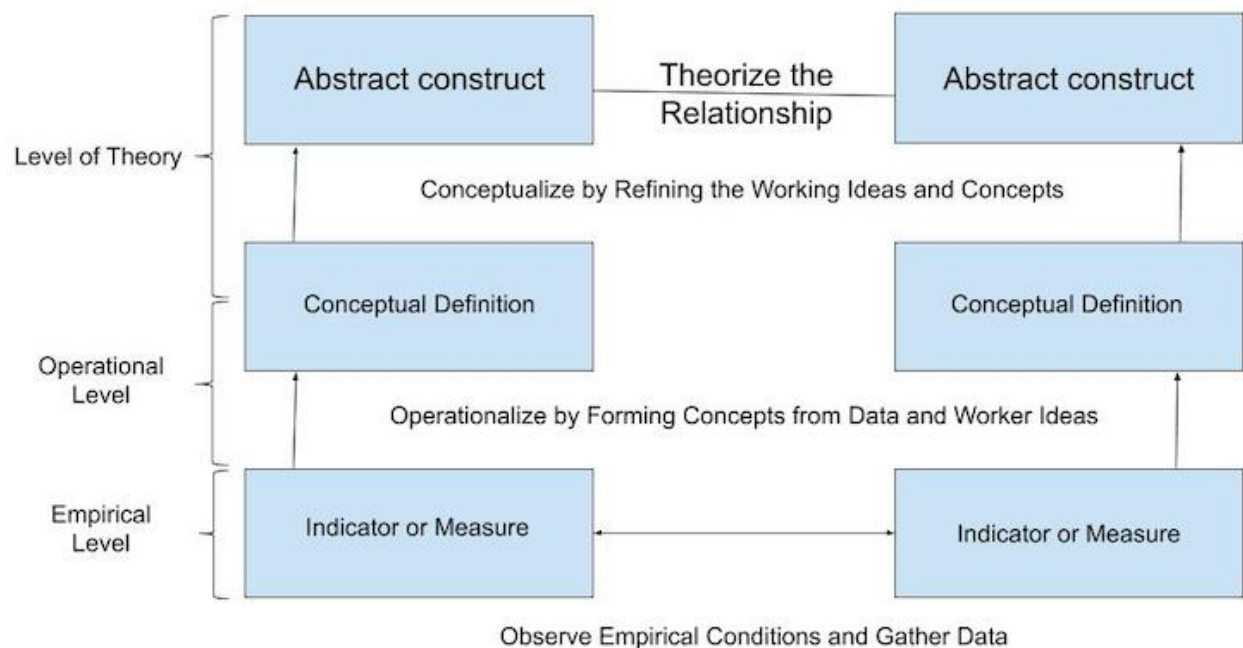 Abstract construct
Theorize the
Relationship
Abstract construct
Level of Theory
Conceptualize by Refining the Working Ideas and Concepts
Conceptual Definition
Conceptual Definition
Operational
Level
Operationalize by Forming Concepts from Data and Worker Ideas
Empirical
Level
Indicator or Measure
Indicator or Measure
Observe Empirical Conditions and Gather Data